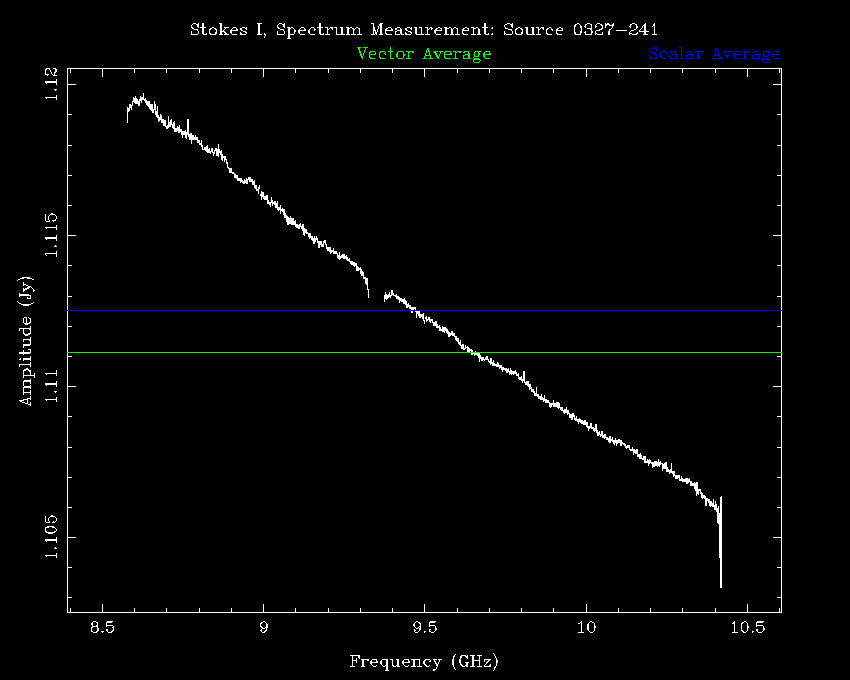 Stokes I, Spectrum Measurement: Source 0327-241
Vector Average Scalar Average
1.12
1.115
1.11
1.105
Amplitude (Jy)
8.5 9 9.5 10 10.5
Frequency (GHz)